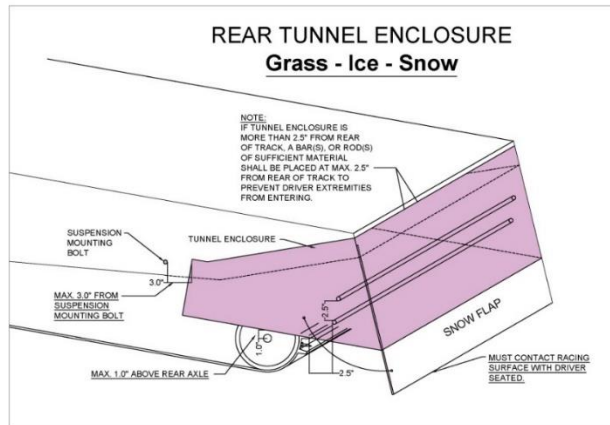 REAR TUNNEL ENCLOSURE
Grass - Ice - Snow
NOTE:
IF TUNNEL ENCLOSURE IS
MORE THAN 2.5" FROM REAR
OF TRACK, A BAR(S), OR ROD(S)
OF SUFFICIENT MATERIAL
SHALL BE PLACED AT MAX. 2.5"
FROM REAR OF TRACK TO
PREVENT DRIVER EXTREMITIES
FROM ENTERING.
SUSPENSION
MOUNTING
BOLT
TUNNEL ENCLOSURE
3.0"
MAX. 3.0" FROM
SUSPENSION
MOUNTING BOLT
2.5"
SNOW FLAP
1.0"
MAX. 1.0" ABOVE REAR AXLE
2.5"
MUST CONTACT RACING
SURFACE WITH DRIVER
SEATED.